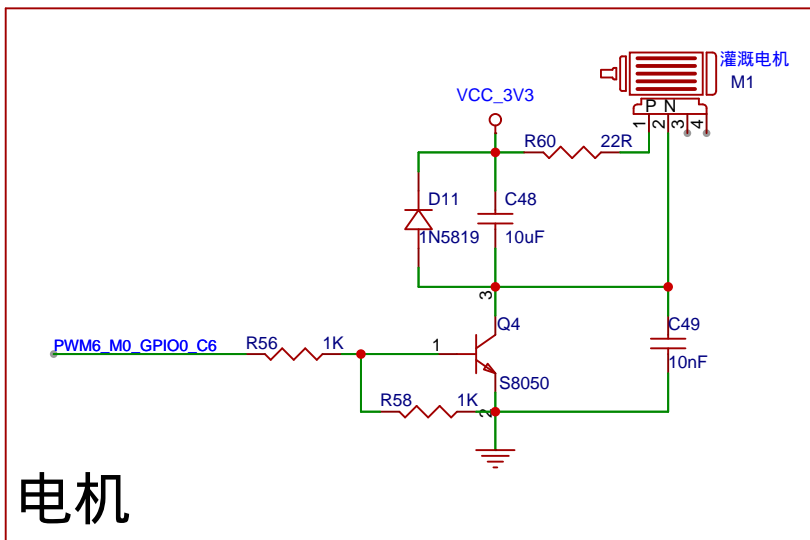 灌溉电机
M1
VCC_3V3
P N
1 2 3 4
R60 22R
D11
1N5819
C48
10uF
3
Q4
PWM6_M0_GPIO0_C6
R56 1K
1
S8050
C49
10nF
R58 1K
2
电机